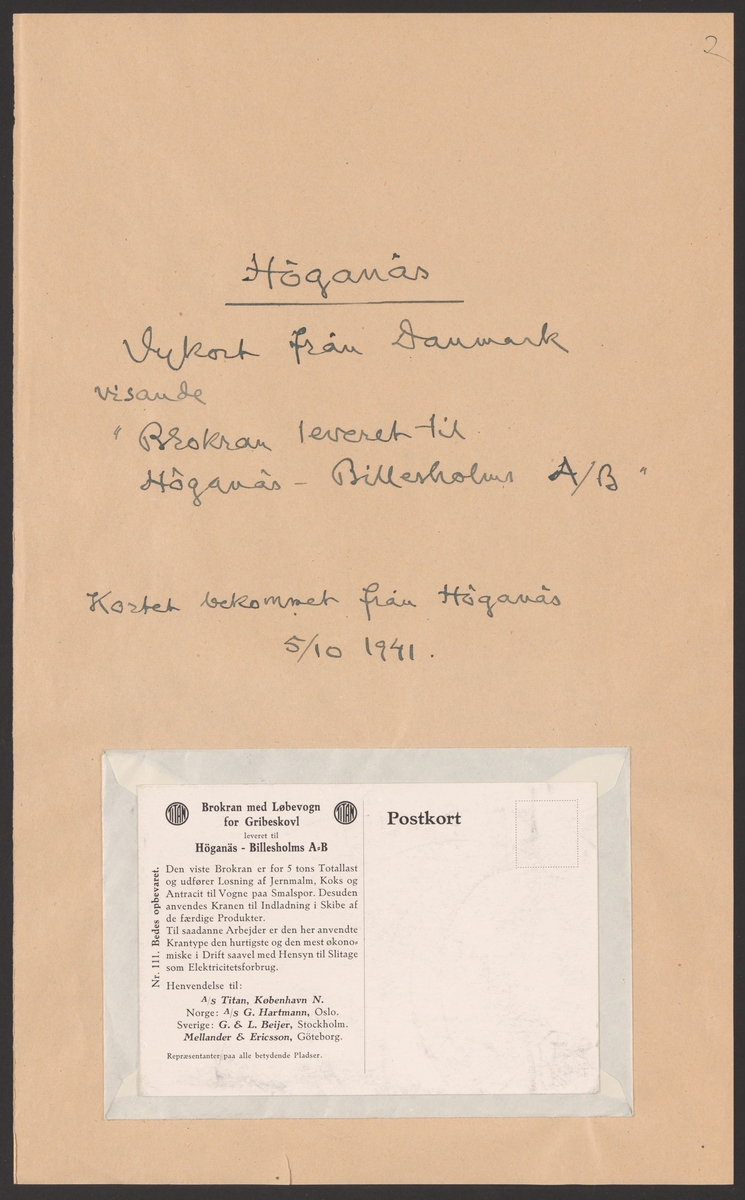 2
Höganäs
Vykort från Danmark
visande
"Brokran leveret til
Höganäs - Billesholms A/B"
Kortet bekommet från Höganäs
5/10 1941.
TITAN
Brokran med Løbevogn
TITAN
for Gribeskovl
leveret til
Höganäs - Billesholms A-B
Den viste Brokran er for 5 tons Totallast
og udfører Losning af Jernmalm, Koks og
Antracit til Vogne paa Smalspor. Desuden
anvendes Kranen til Indladning i Skibe af
de færdige Produkter.
Til saadanne Arbejder er den her anvendte
Krantype den hurtigste og den mest økono-
miske i Drift saavel med Hensyn til Slitage
som Elektricitetsforbrug.
Henvendelse til:
A/S Titan, København N.
Norge: A/S G. Hartmann, Oslo.
Sverige: G. & L. Beijer, Stockholm.
Mellander & Ericsson, Göteborg.
Repræsentanter paa alle betydende Pladser.
Nr. 111. Bedes opbevaret.
Postkort